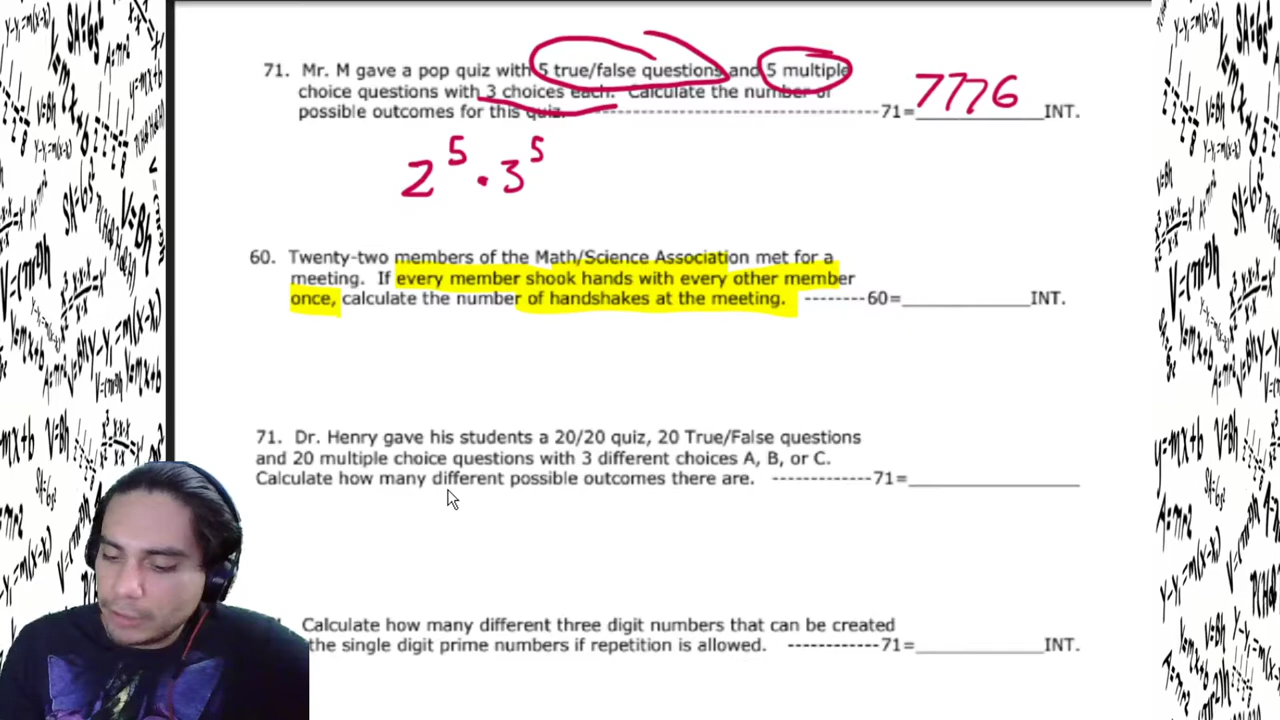 71. Mr. M gave a pop quiz with 5 true/false questions and 5 multiple
choice questions with 3 choices each. Calculate the number of
possible outcomes for this quiz. ------------------------------71= 7776 INT.
2^5 · 3^5
60. Twenty-two members of the Math/Science Association met for a
meeting. If every member shook hands with every other member
once, calculate the number of handshakes at the meeting. --------60=____________INT.
71. Dr. Henry gave his students a 20/20 quiz, 20 True/False questions
and 20 multiple choice questions with 3 different choices A, B, or C.
Calculate how many different possible outcomes there are. -------------71=________________
Calculate how many different three digit numbers that can be created
the single digit prime numbers if repetition is allowed. ------------71=____________INT.